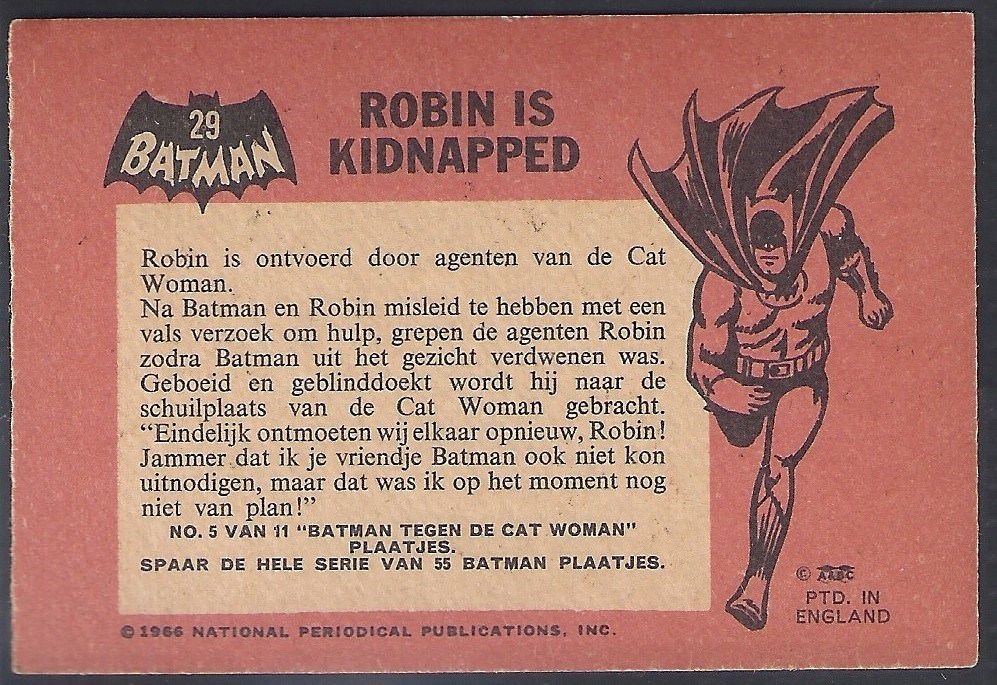 29
BATMAN
ROBIN IS
KIDNAPPED
Robin is ontvoerd door agenten van de Cat
Woman.
Na Batman en Robin misleid te hebben met een
vals verzoek om hulp, grepen de agenten Robin
zodra Batman uit het gezicht verdwenen was.
Geboeid en geblinddoekt wordt hij naar de
schuilplaats van de Cat Woman gebracht.
“Eindelijk ontmoeten wij elkaar opnieuw, Robin!
Jammer dat ik je vriendje Batman ook niet kon
uitnodigen, maar dat was ik op het moment nog
niet van plan!”
NO. 5 VAN 11 “BATMAN TEGEN DE CAT WOMAN”
PLAATJES.
SPAAR DE HELE SERIE VAN 55 BATMAN PLAATJES.
© A&BC
PTD. IN
ENGLAND
© 1966 NATIONAL PERIODICAL PUBLICATIONS, INC.